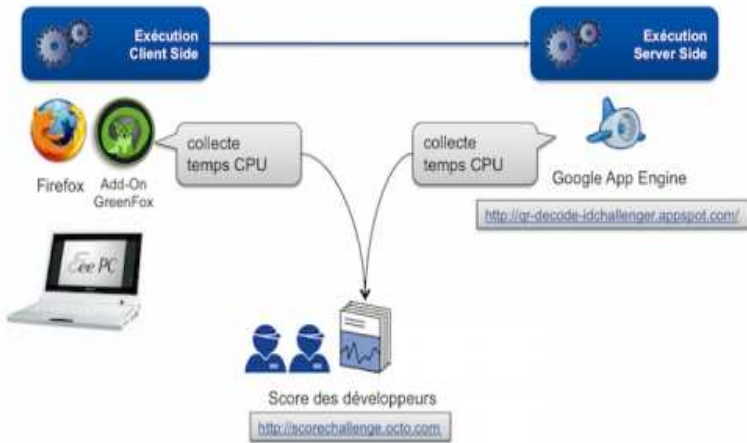 Exécution
Client Side
Exécution
Server Side
collecte
temps CPU
collecte
temps CPU
Firefox
Add-On
GreenFox
Google App Engine
http://qr-decode-idchallenger.appspot.com/
Eee PC
Score des développeurs
http://scorechallenge.octo.com